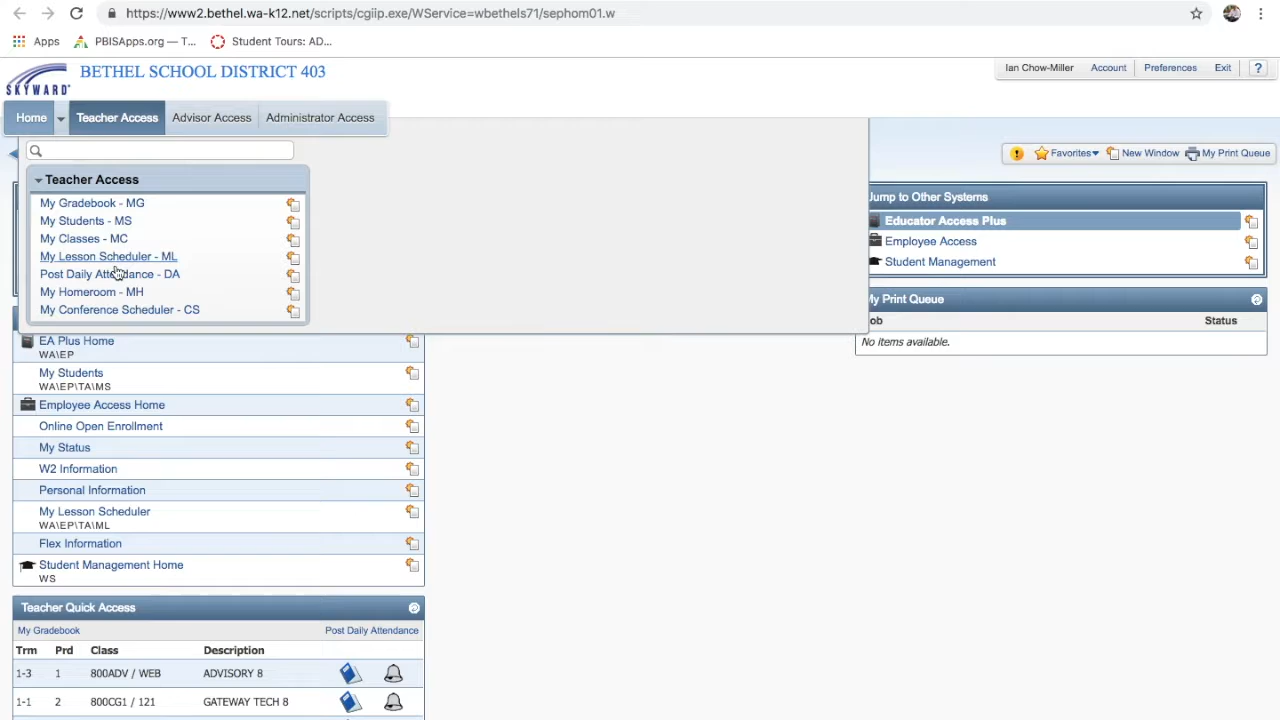 https://www2.bethel.wa-k12.net/scripts/cgiip.exe/WService=wbethels71/sephom01.w
Apps PBISApps.org — T... Student Tours: AD...
SKYWARD BETHEL SCHOOL DISTRICT 403
Ian Chow-Miller Account Preferences Exit ?
Home Teacher Access Advisor Access Administrator Access
Favorites New Window My Print Queue
Teacher Access
My Gradebook - MG
My Students - MS
My Classes - MC
My Lesson Scheduler - ML
Post Daily Attendance - DA
My Homeroom - MH
My Conference Scheduler - CS
Jump to Other Systems
Educator Access Plus
Employee Access
Student Management
My Print Queue
Job Status
No items available.
EA Plus Home
WA\EP
My Students
WA\EP\TA\MS
Employee Access Home
Online Open Enrollment
My Status
W2 Information
Personal Information
My Lesson Scheduler
WA\EP\TA\ML
Flex Information
Student Management Home
WS
Teacher Quick Access
My Gradebook Post Daily Attendance
Trm Prd Class Description
1-3 1 800ADV / WEB ADVISORY 8
1-1 2 800CG1 / 121 GATEWAY TECH 8